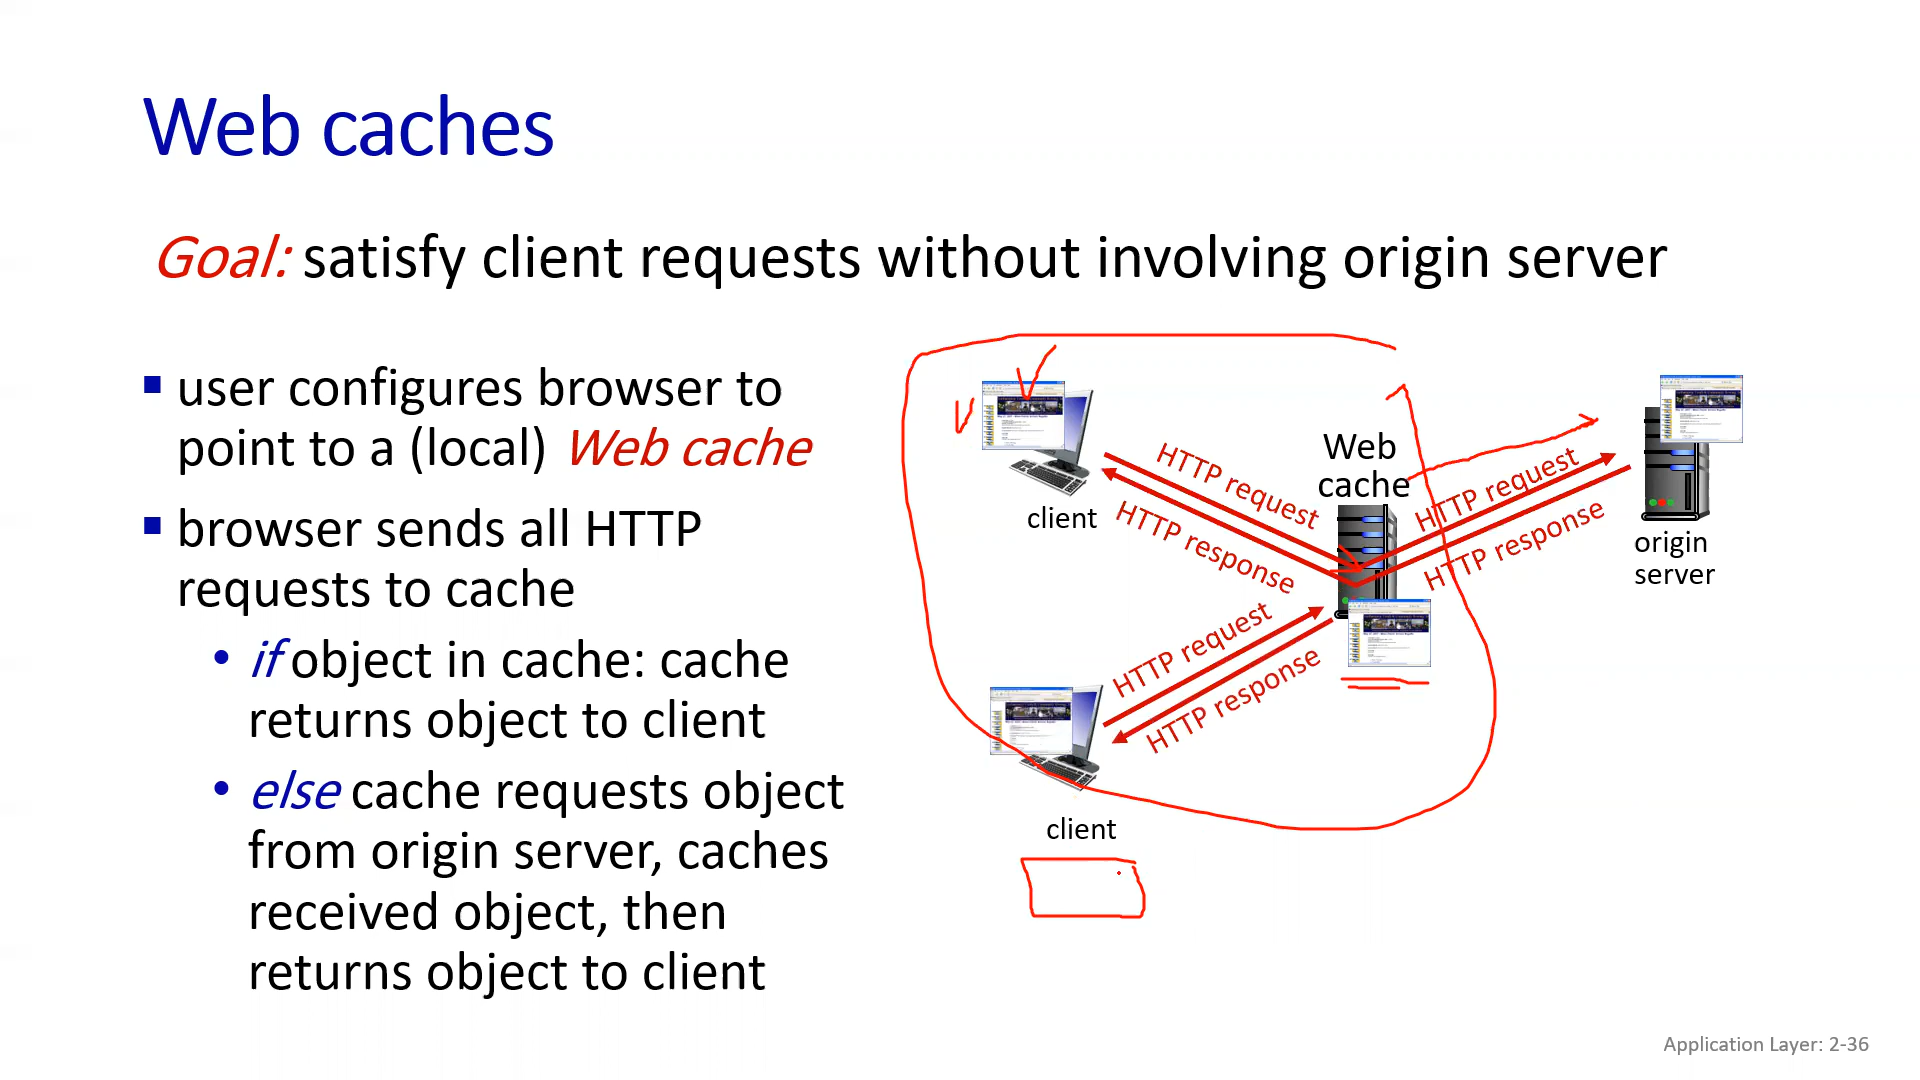 Web caches
Goal: satisfy client requests without involving origin server
user configures browser to
point to a (local) Web cache
browser sends all HTTP
requests to cache
if object in cache: cache
returns object to client
else cache requests object
from origin server, caches
received object, then
returns object to client
client
HTTP request
HTTP response
Web
cache
HTTP request
HTTP response
origin
server
HTTP request
HTTP response
client
Application Layer: 2-36